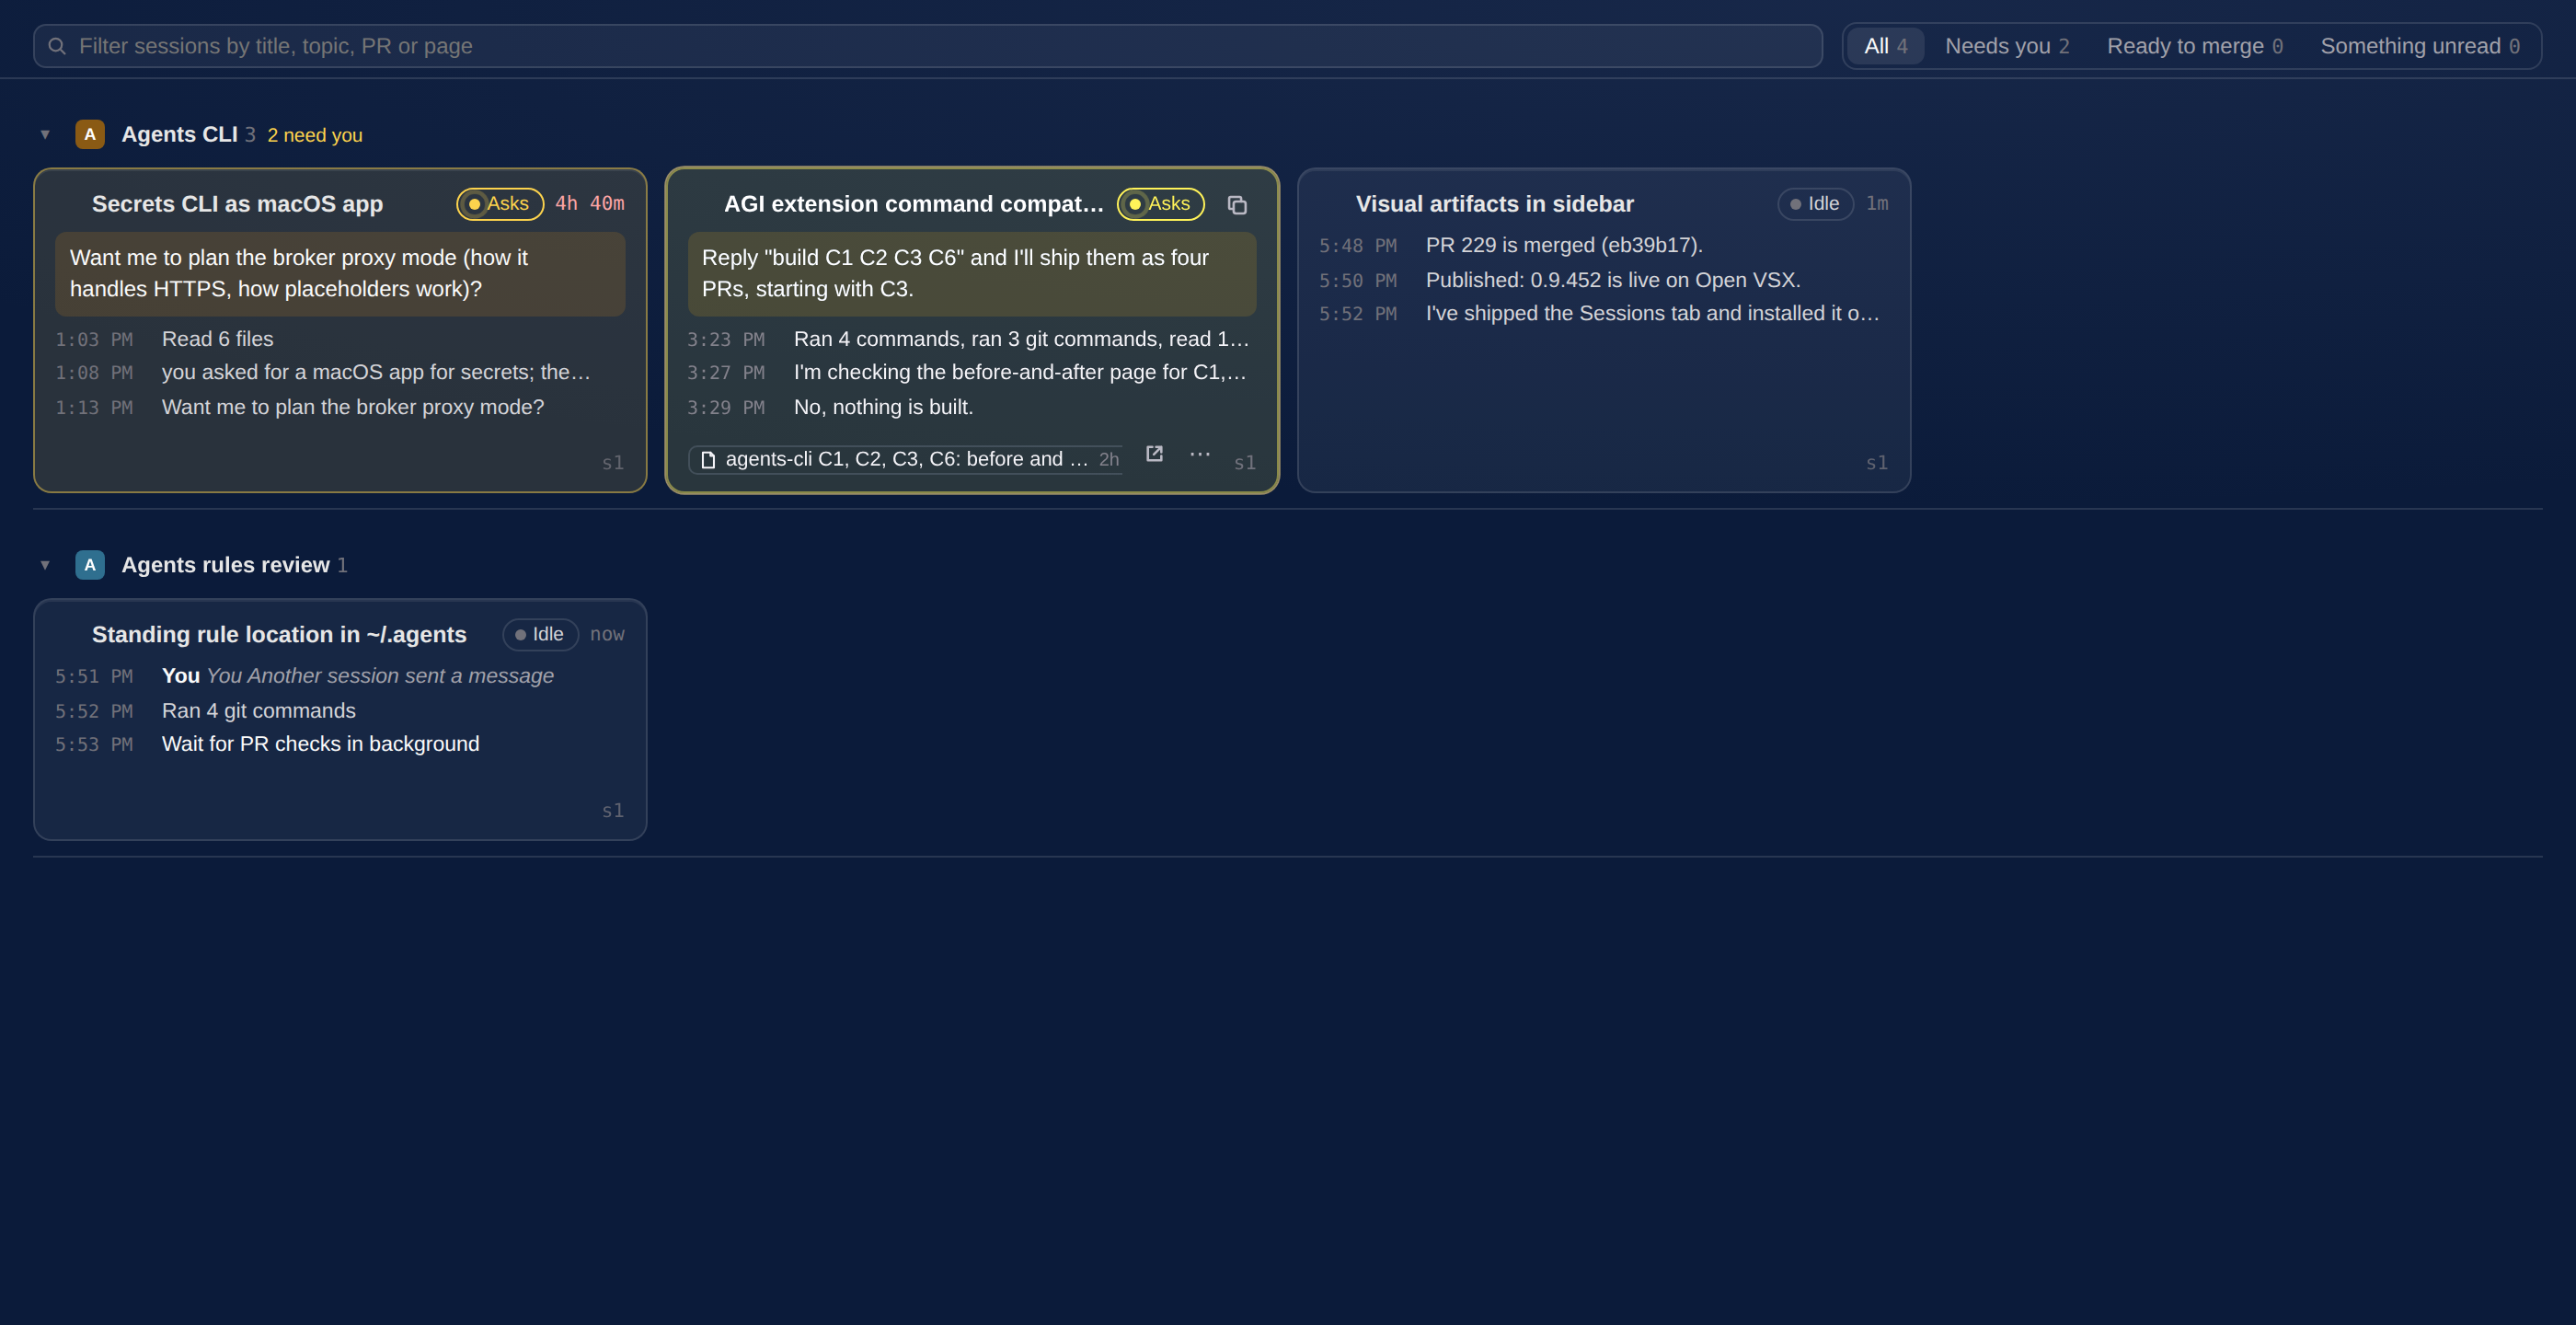 Filter sessions by title, topic, PR or page
All 4 Needs you 2 Ready to merge 0 Something unread 0
▼ A Agents CLI 3 2 need you
Secrets CLI as macOS app Asks 4h 40m
Want me to plan the broker proxy mode (how it
handles HTTPS, how placeholders work)?
1:03 PM Read 6 files
1:08 PM you asked for a macOS app for secrets; the…
1:13 PM Want me to plan the broker proxy mode?
s1
AGI extension command compat… Asks
Reply "build C1 C2 C3 C6" and I'll ship them as four
PRs, starting with C3.
3:23 PM Ran 4 commands, ran 3 git commands, read 1…
3:27 PM I'm checking the before-and-after page for C1,…
3:29 PM No, nothing is built.
agents-cli C1, C2, C3, C6: before and … 2h ··· s1
Visual artifacts in sidebar Idle 1m
5:48 PM PR 229 is merged (eb39b17).
5:50 PM Published: 0.9.452 is live on Open VSX.
5:52 PM I've shipped the Sessions tab and installed it o…
s1
▼ A Agents rules review 1
Standing rule location in ~/.agents Idle now
5:51 PM You You Another session sent a message
5:52 PM Ran 4 git commands
5:53 PM Wait for PR checks in background
s1